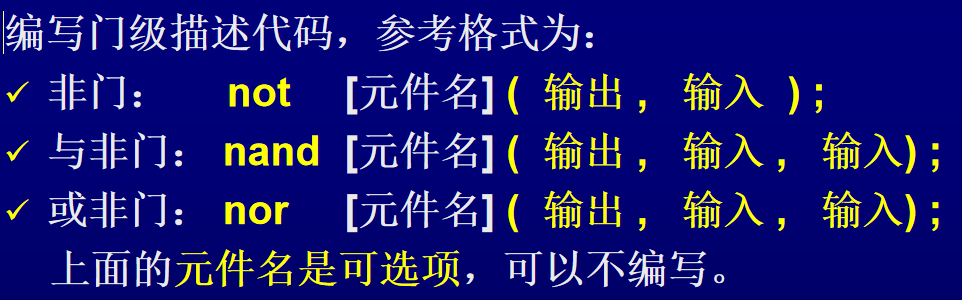 编写门级描述代码，参考格式为：
✓ 非门： not [元件名] ( 输出 , 输入 ) ;
✓ 与非门： nand [元件名] ( 输出 , 输入 , 输入) ;
✓ 或非门： nor [元件名] ( 输出 , 输入 , 输入) ;
上面的元件名是可选项，可以不编写。